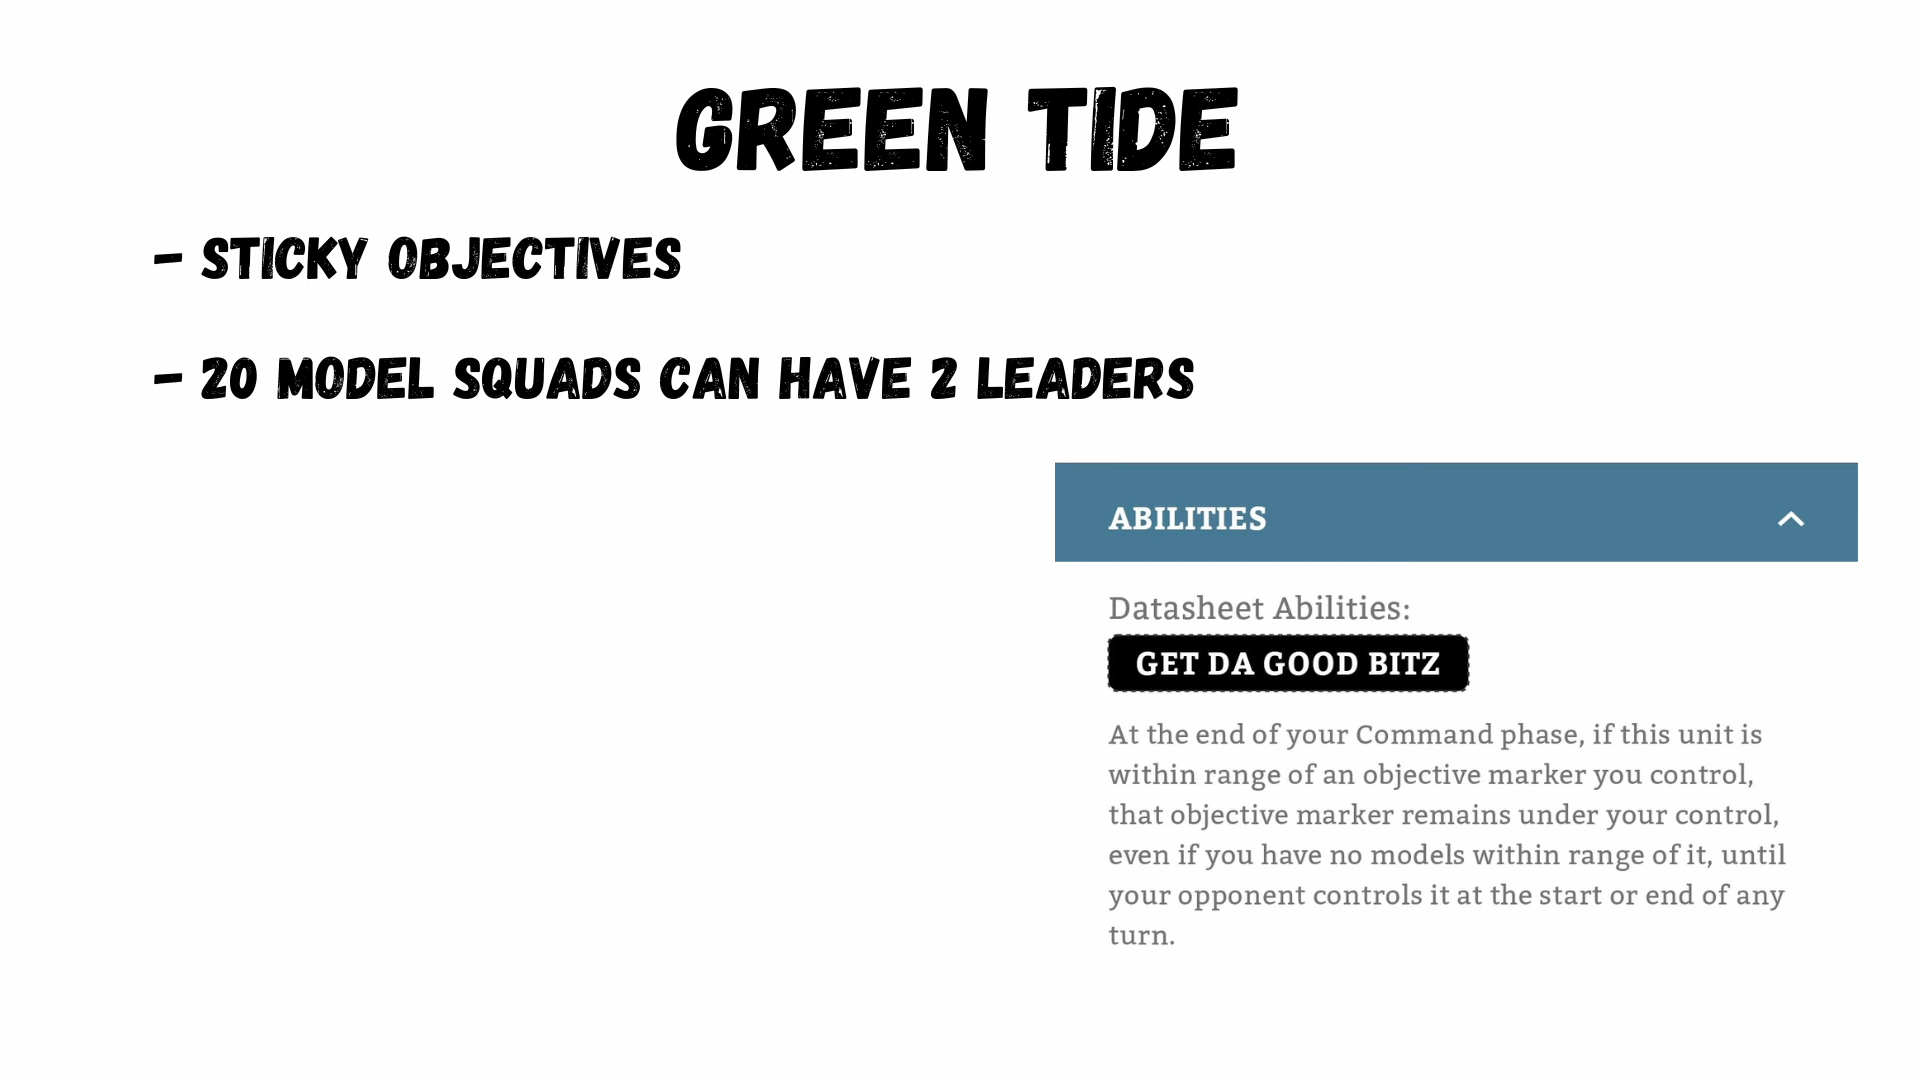 GREEN TIDE
- STICKY OBJECTIVES
- 20 MODEL SQUADS CAN HAVE 2 LEADERS
ABILITIES
Datasheet Abilities:
GET DA GOOD BITZ
At the end of your Command phase, if this unit is
within range of an objective marker you control,
that objective marker remains under your control,
even if you have no models within range of it, until
your opponent controls it at the start or end of any
turn.